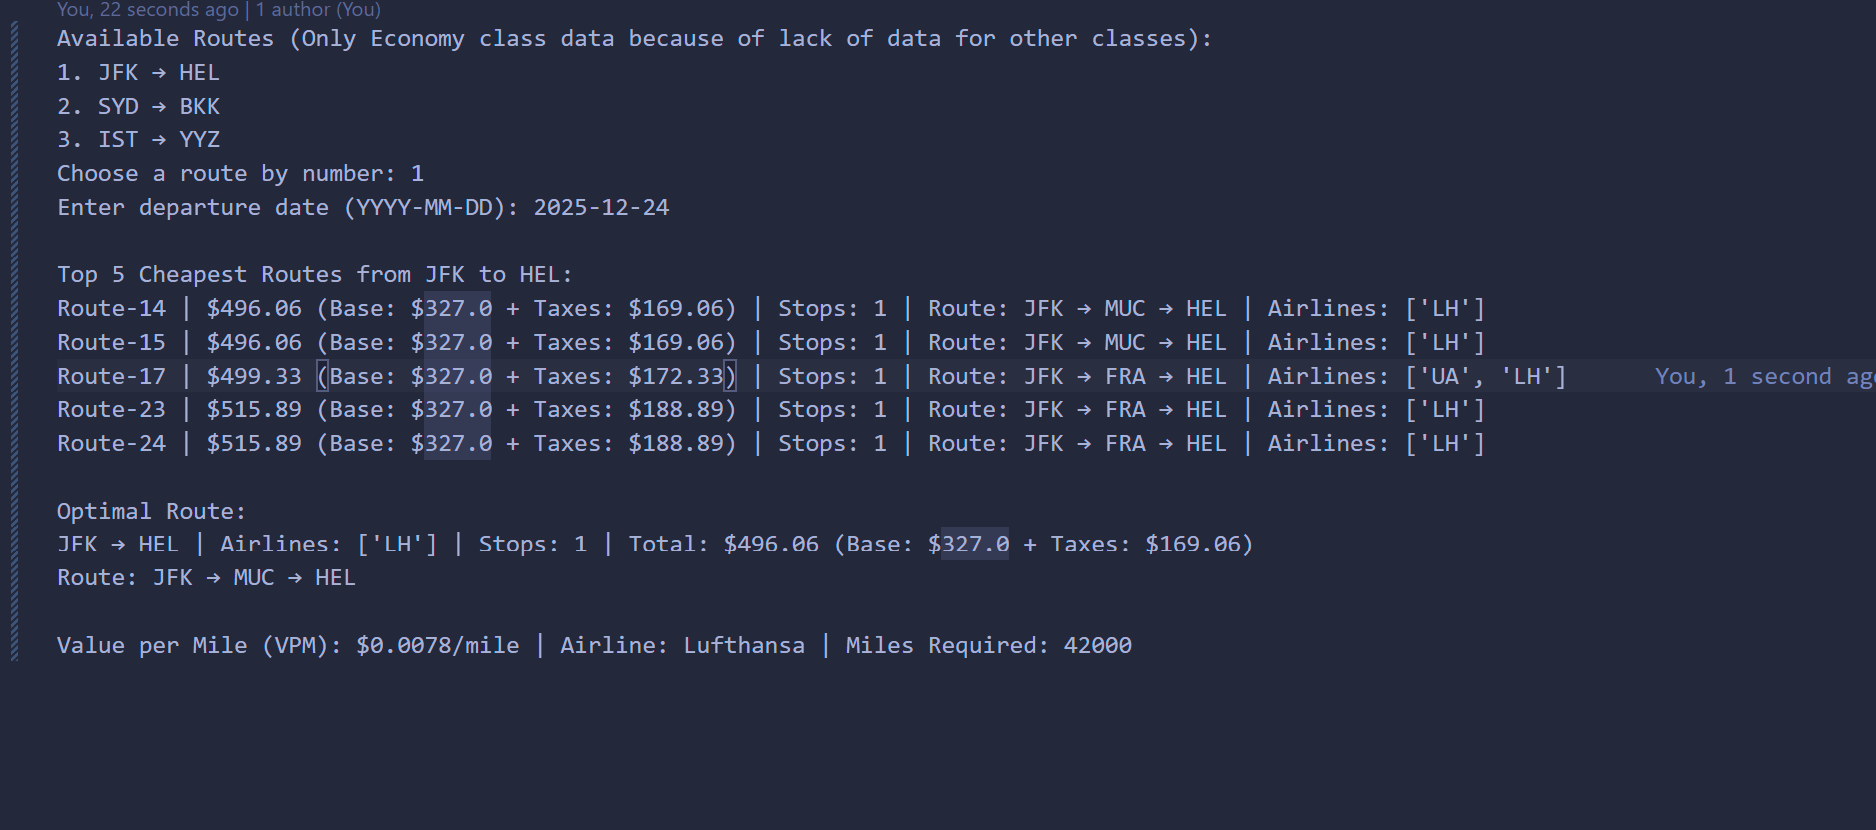 You, 22 seconds ago | 1 author (You)
Available Routes (Only Economy class data because of lack of data for other classes):
1. JFK → HEL
2. SYD → BKK
3. IST → YYZ
Choose a route by number: 1
Enter departure date (YYYY-MM-DD): 2025-12-24
Top 5 Cheapest Routes from JFK to HEL:
Route-14 | $496.06 (Base: $327.0 + Taxes: $169.06) | Stops: 1 | Route: JFK → MUC → HEL | Airlines: ['LH']
Route-15 | $496.06 (Base: $327.0 + Taxes: $169.06) | Stops: 1 | Route: JFK → MUC → HEL | Airlines: ['LH']
Route-17 | $499.33 (Base: $327.0 + Taxes: $172.33) | Stops: 1 | Route: JFK → FRA → HEL | Airlines: ['UA', 'LH'] You, 1 second ag
Route-23 | $515.89 (Base: $327.0 + Taxes: $188.89) | Stops: 1 | Route: JFK → FRA → HEL | Airlines: ['LH']
Route-24 | $515.89 (Base: $327.0 + Taxes: $188.89) | Stops: 1 | Route: JFK → FRA → HEL | Airlines: ['LH']
Optimal Route:
JFK → HEL | Airlines: ['LH'] | Stops: 1 | Total: $496.06 (Base: $327.0 + Taxes: $169.06)
Route: JFK → MUC → HEL
Value per Mile (VPM): $0.0078/mile | Airline: Lufthansa | Miles Required: 42000